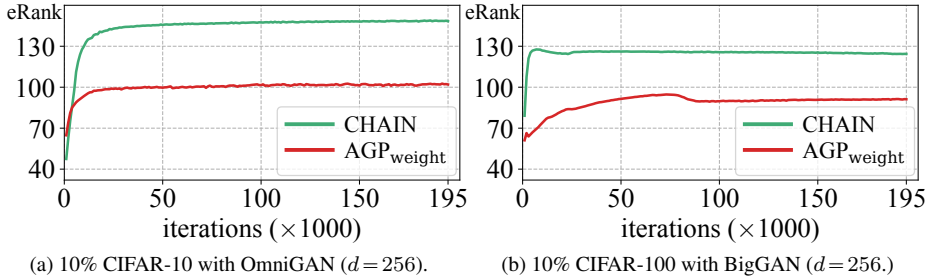 eRank
130
100
70
40
CHAIN
AGPweight
0 50 100 150 195
iterations (×1000)
(a) 10% CIFAR-10 with OmniGAN (d=256).
eRank
130
100
70
40
CHAIN
AGPweight
0 50 100 150 195
iterations (×1000)
(b) 10% CIFAR-100 with BigGAN (d=256.)